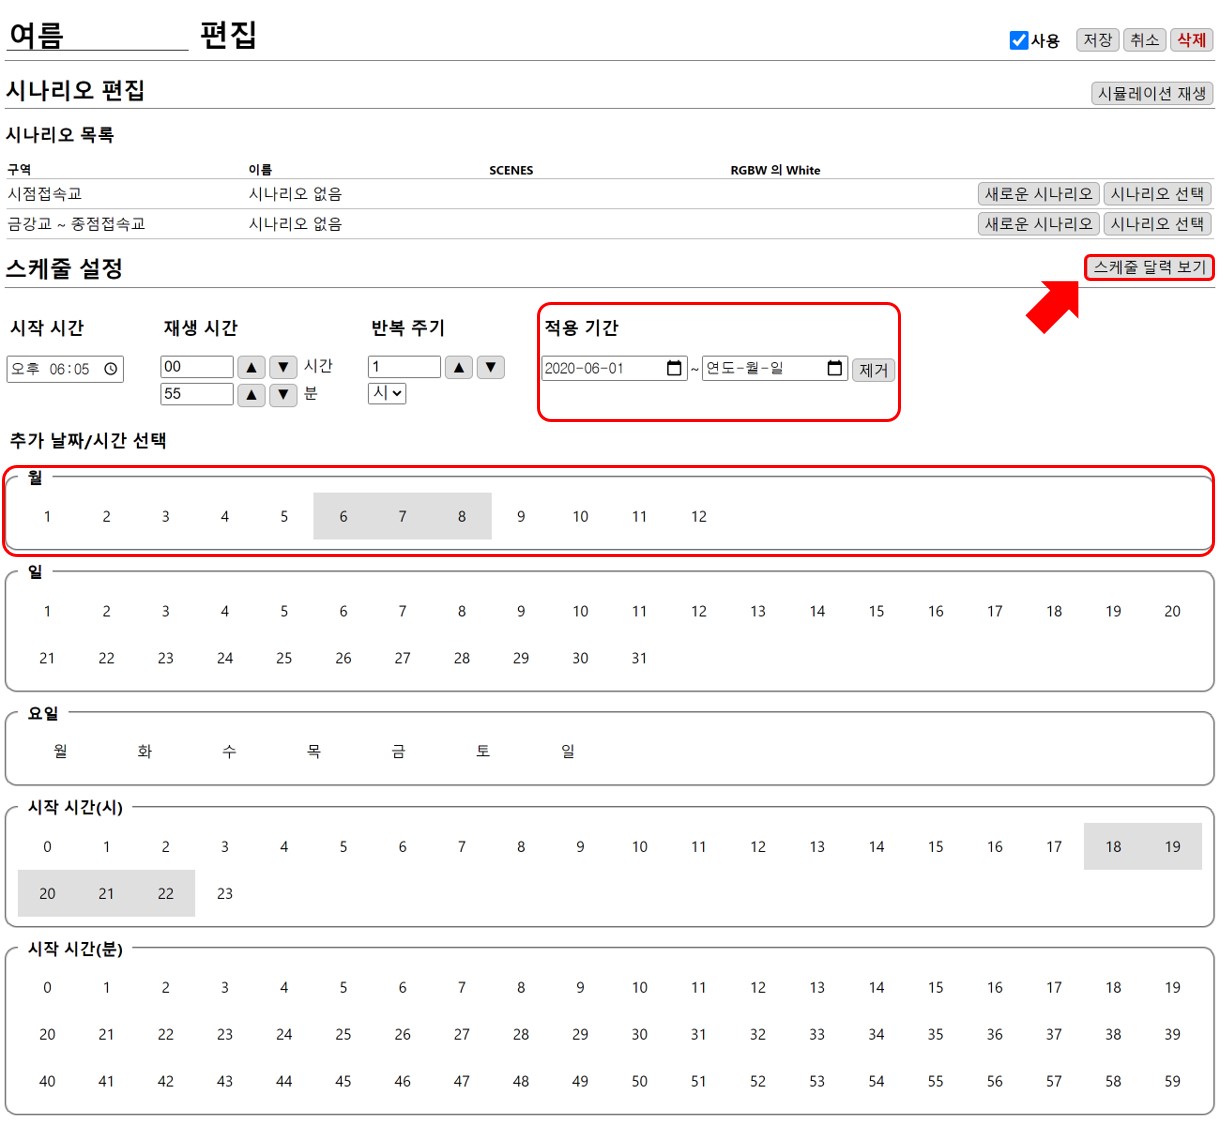 여름 편집
사용 저장 취소 삭제
시나리오 편집 시뮬레이션 재생
시나리오 목록
구역 이름 SCENES RGBW 의 White
시점접속교 시나리오 없음 새로운 시나리오 시나리오 선택
금강교 ~ 종점접속교 시나리오 없음 새로운 시나리오 시나리오 선택
스케줄 설정 스케줄 달력 보기
시작 시간 재생 시간 반복 주기 적용 기간
오후 06:05 00 ▲ ▼ 시간 1 ▲ ▼ 2020-06-01 ~ 연도-월-일 제거
55 ▲ ▼ 분 시
추가 날짜/시간 선택
월
1 2 3 4 5 6 7 8 9 10 11 12
일
1 2 3 4 5 6 7 8 9 10 11 12 13 14 15 16 17 18 19 20
21 22 23 24 25 26 27 28 29 30 31
요일
월 화 수 목 금 토 일
시작 시간(시)
0 1 2 3 4 5 6 7 8 9 10 11 12 13 14 15 16 17 18 19
20 21 22 23
시작 시간(분)
0 1 2 3 4 5 6 7 8 9 10 11 12 13 14 15 16 17 18 19
20 21 22 23 24 25 26 27 28 29 30 31 32 33 34 35 36 37 38 39
40 41 42 43 44 45 46 47 48 49 50 51 52 53 54 55 56 57 58 59